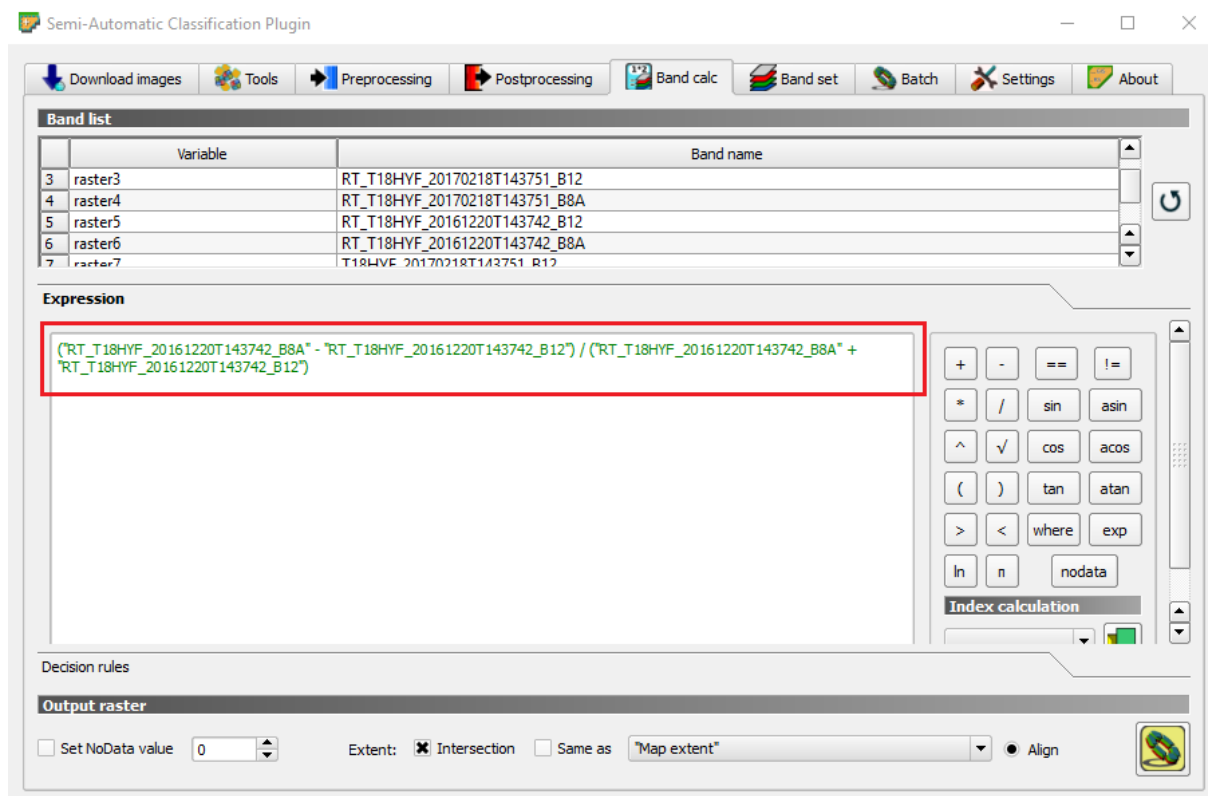 Semi-Automatic Classification Plugin
Download images Tools Preprocessing Postprocessing Band calc Band set Batch Settings About
Band list
Variable Band name
3 raster3 RT_T18HYF_20170218T143751_B12
4 raster4 RT_T18HYF_20170218T143751_B8A
5 raster5 RT_T18HYF_20161220T143742_B12
6 raster6 RT_T18HYF_20161220T143742_B8A
7 raster7 T18HYF_20170218T143751_B12
Expression
("RT_T18HYF_20161220T143742_B8A" - "RT_T18HYF_20161220T143742_B12") / ("RT_T18HYF_20161220T143742_B8A" +
"RT_T18HYF_20161220T143742_B12")
+ - == !=
* / sin asin
^ √ cos acos
( ) tan atan
> < where exp
ln π nodata
Index calculation
Decision rules
Output raster
Set NoData value 0 Extent: Intersection Same as "Map extent" Align